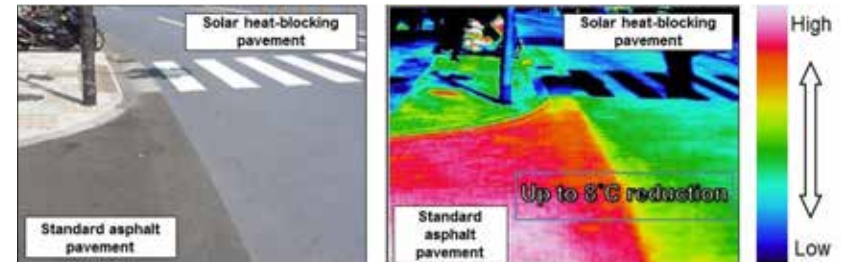 Solar heat-blocking
pavement
Standard asphalt
pavement
Solar heat-blocking
pavement
Up to 8°C reduction
Standard
asphalt
pavement
High
Low